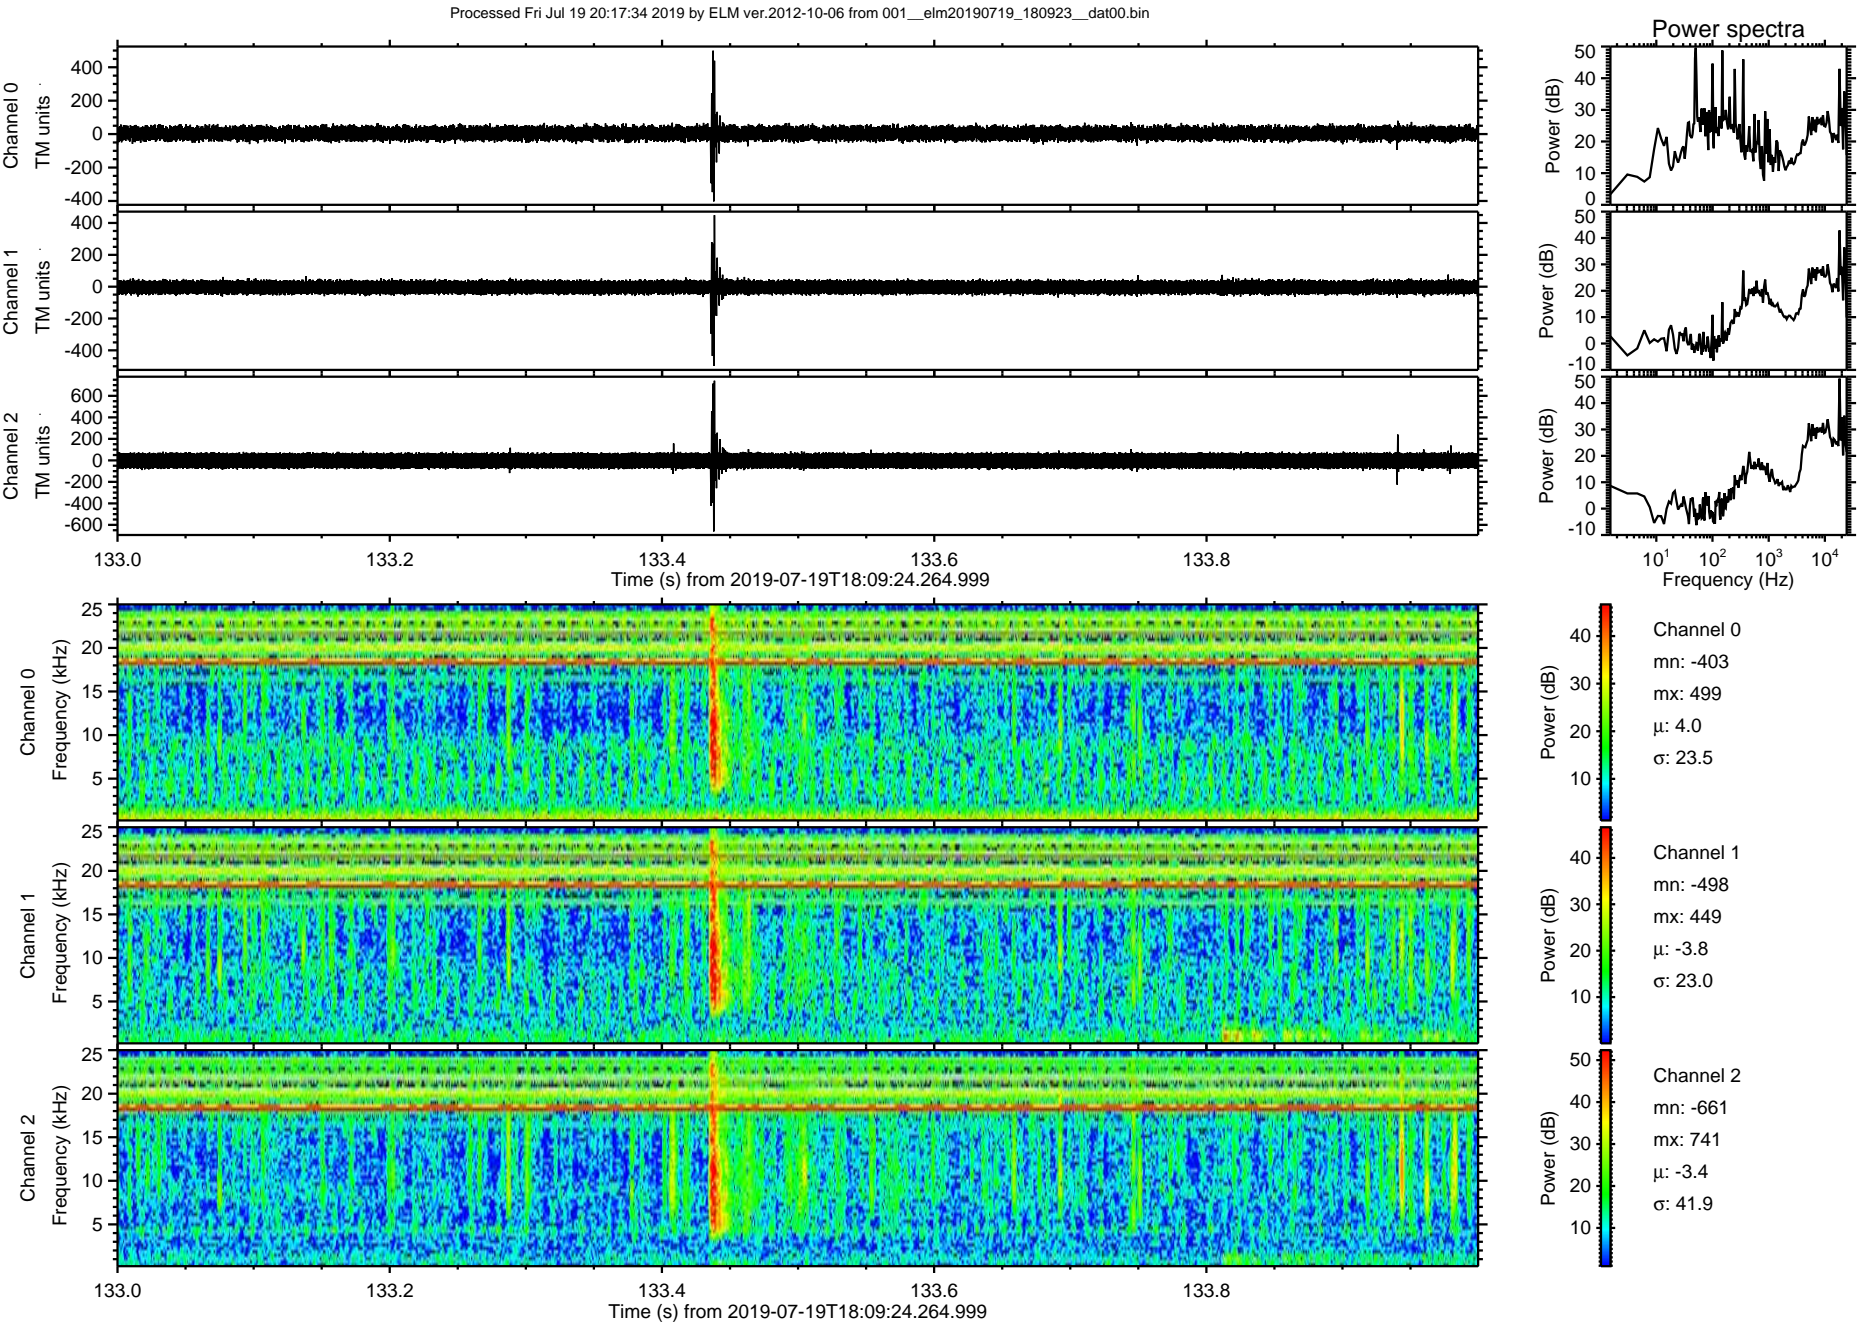 Processed Fri Jul 19 20:17:34 2019 by ELM ver.2012-10-06 from 001__elm20190719_180923__dat00.bin
Power spectra
Channel 0
TM units
400
200
0
-200
-400
Power (dB)
50
40
30
20
10
0
Channel 1
TM units
400
200
0
-200
-400
Power (dB)
50
40
30
20
10
0
-10
Channel 2
TM units
600
400
200
0
-200
-400
-600
Power (dB)
50
40
30
20
10
0
-10
133.0 133.2 133.4 133.6 133.8
Time (s) from 2019-07-19T18:09:24.264.999
10¹ 10² 10³ 10⁴
Frequency (Hz)
Channel 0
Frequency (kHz)
25
20
15
10
5
Power (dB)
40
30
20
10
Channel 0
mn: -403
mx: 499
μ: 4.0
σ: 23.5
Channel 1
Frequency (kHz)
25
20
15
10
5
Power (dB)
40
30
20
10
Channel 1
mn: -498
mx: 449
μ: -3.8
σ: 23.0
Channel 2
Frequency (kHz)
25
20
15
10
5
Power (dB)
50
40
30
20
10
Channel 2
mn: -661
mx: 741
μ: -3.4
σ: 41.9
133.0 133.2 133.4 133.6 133.8
Time (s) from 2019-07-19T18:09:24.264.999